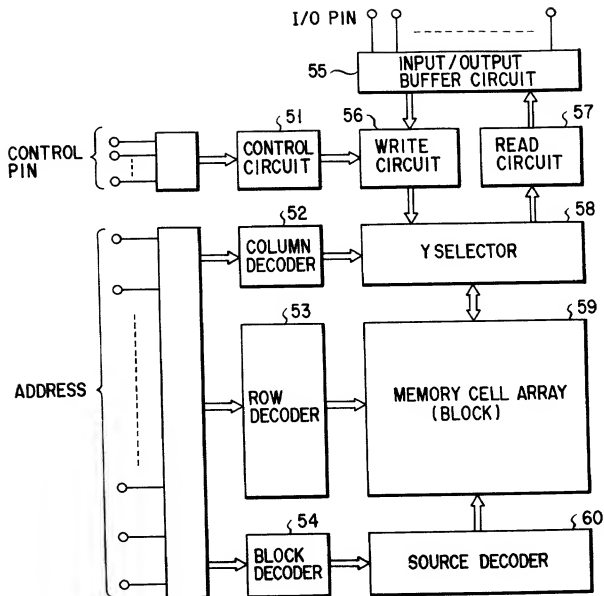 I/O PIN
55
INPUT/OUTPUT
BUFFER CIRCUIT
CONTROL
PIN
51
CONTROL
CIRCUIT
56
WRITE
CIRCUIT
57
READ
CIRCUIT
52
COLUMN
DECODER
58
Y SELECTOR
ADDRESS
53
ROW
DECODER
59
MEMORY CELL ARRAY
(BLOCK)
54
BLOCK
DECODER
60
SOURCE DECODER